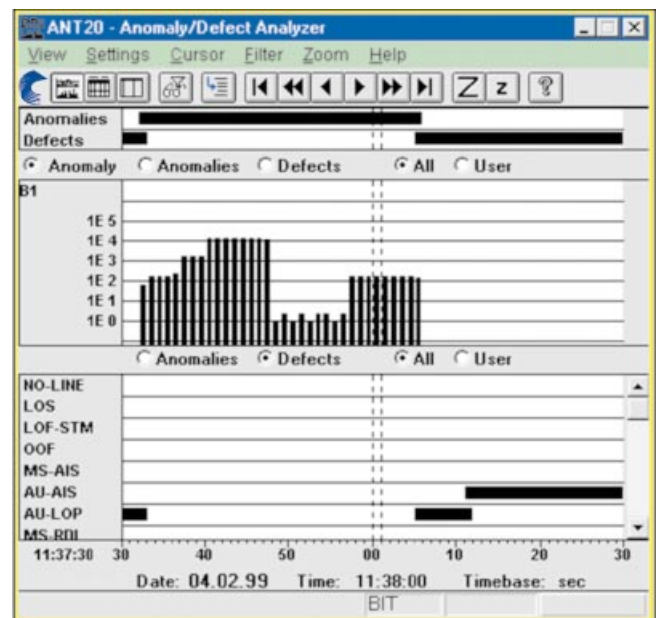 ANT20 - Anomaly/Defect Analyzer
View Settings Cursor Filter Zoom Help
Z z ?
Anomalies
Defects
Anomaly Anomalies Defects All User
B1
1E 5
1E 4
1E 3
1E 2
1E 1
1E 0
Anomalies Defects All User
NO-LINE
LOS
LOF-STM
OOF
MS-AIS
AU-AIS
AU-LOP
MS-RDI
11:37:30 30 40 50 00 10 20 30
Date: 04.02.99 Time: 11:38:00 Timebase: sec
BIT